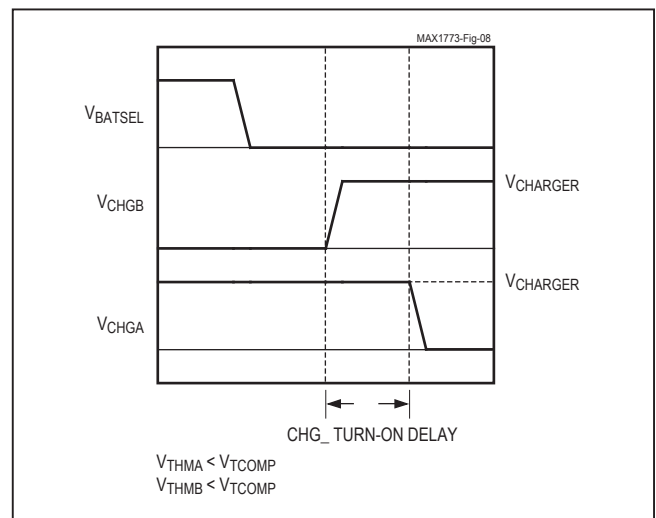 MAX1773-Fig-08
VBATSEL
VCHGB
VCHARGER
VCHARGER
VCHGA
CHG_ TURN-ON DELAY
VTHMA < VTCOMP
VTHMB < VTCOMP